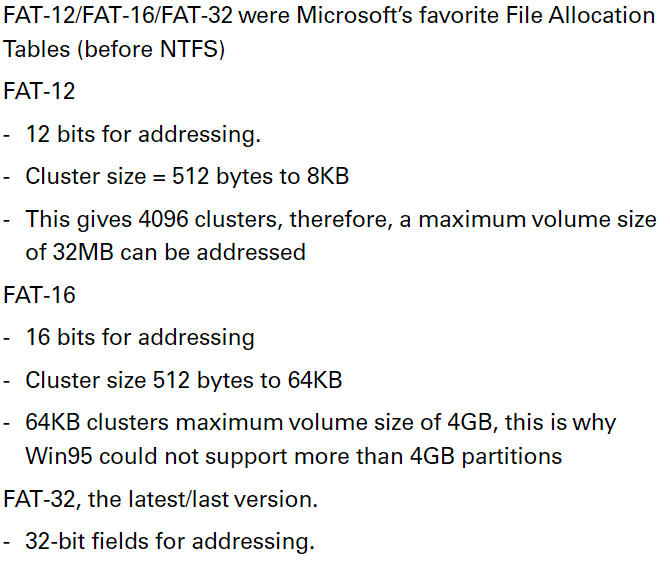 FAT-12/FAT-16/FAT-32 were Microsoft’s favorite File Allocation
Tables (before NTFS)
FAT-12
- 12 bits for addressing.
- Cluster size = 512 bytes to 8KB
- This gives 4096 clusters, therefore, a maximum volume size
of 32MB can be addressed
FAT-16
- 16 bits for addressing
- Cluster size 512 bytes to 64KB
- 64KB clusters maximum volume size of 4GB, this is why
Win95 could not support more than 4GB partitions
FAT-32, the latest/last version.
- 32-bit fields for addressing.